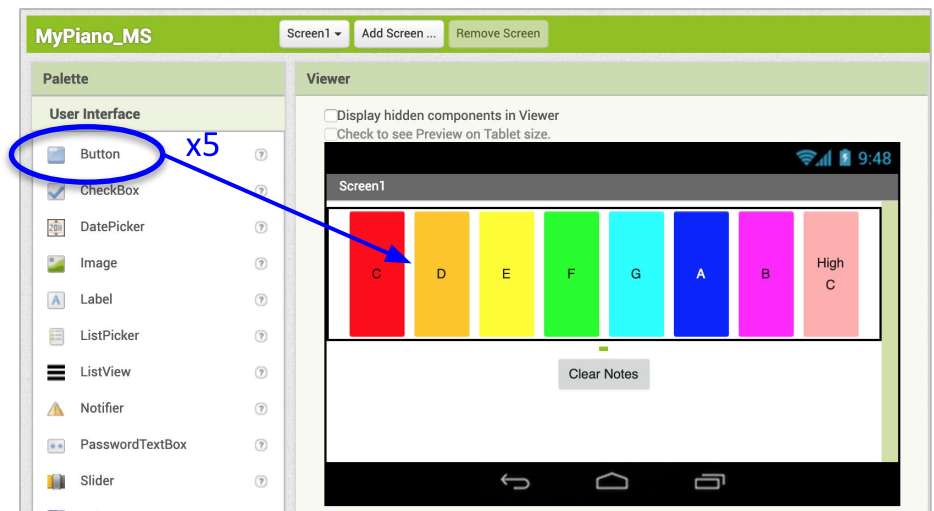 MyPiano_MS
Screen1 Add Screen ... Remove Screen
Palette
Viewer
User Interface
Display hidden components in Viewer
Check to see Preview on Tablet size.
x5
Button ?
CheckBox ?
DatePicker ?
Image ?
Label ?
ListPicker ?
ListView ?
Notifier ?
PasswordTextBox ?
Slider ?
9:48
Screen1
C D E F G A B High C
Clear Notes